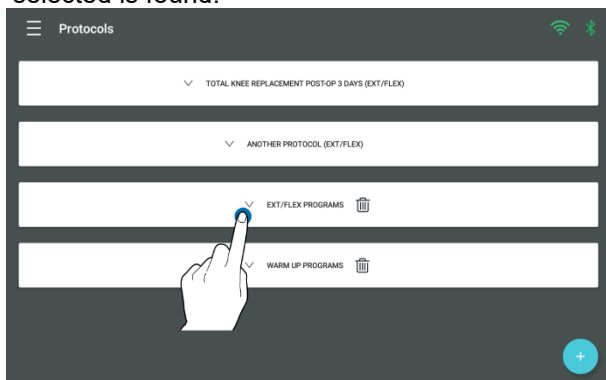 selected is found.
Protocols
TOTAL KNEE REPLACEMENT POST-OP 3 DAYS (EXT/FLEX)
ANOTHER PROTOCOL (EXT/FLEX)
EXT/FLEX PROGRAMS
WARM UP PROGRAMS
+